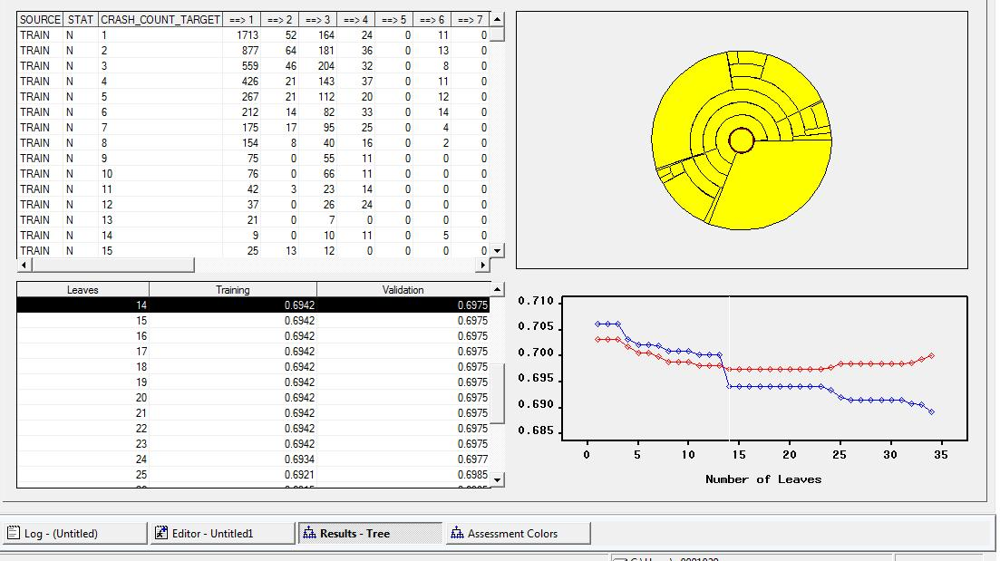 SOURCE STAT CRASH_COUNT_TARGET ==> 1 ==> 2 ==> 3 ==> 4 ==> 5 ==> 6 ==> 7
TRAIN N 1 1713 52 164 24 0 11 0
TRAIN N 2 877 64 181 36 0 13 0
TRAIN N 3 559 46 204 32 0 8 0
TRAIN N 4 426 21 143 37 0 11 0
TRAIN N 5 267 21 112 20 0 12 0
TRAIN N 6 212 14 82 33 0 14 0
TRAIN N 7 175 17 95 25 0 4 0
TRAIN N 8 154 8 40 16 0 2 0
TRAIN N 9 75 0 55 11 0 0 0
TRAIN N 10 76 0 66 11 0 0 0
TRAIN N 11 42 3 23 14 0 0 0
TRAIN N 12 37 0 26 24 0 0 0
TRAIN N 13 21 0 7 0 0 0 0
TRAIN N 14 9 0 10 11 0 5 0
TRAIN N 15 25 13 12 0 0 0 0
Leaves Training Validation
14 0.6942 0.6975
15 0.6942 0.6975
16 0.6942 0.6975
17 0.6942 0.6975
18 0.6942 0.6975
19 0.6942 0.6975
20 0.6942 0.6975
21 0.6942 0.6975
22 0.6942 0.6975
23 0.6942 0.6975
24 0.6934 0.6977
25 0.6921 0.6985
0.710
0.705
0.700
0.695
0.690
0.685
0 5 10 15 20 25 30 35
Number of Leaves
Log - (Untitled) Editor - Untitled1 Results - Tree Assessment Colors